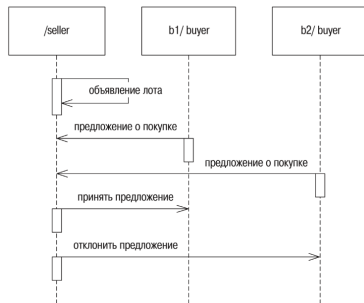 /seller
b1/ buyer
b2/ buyer
объявление лота
предложение о покупке
предложение о покупке
принять предложение
отклонить предложение